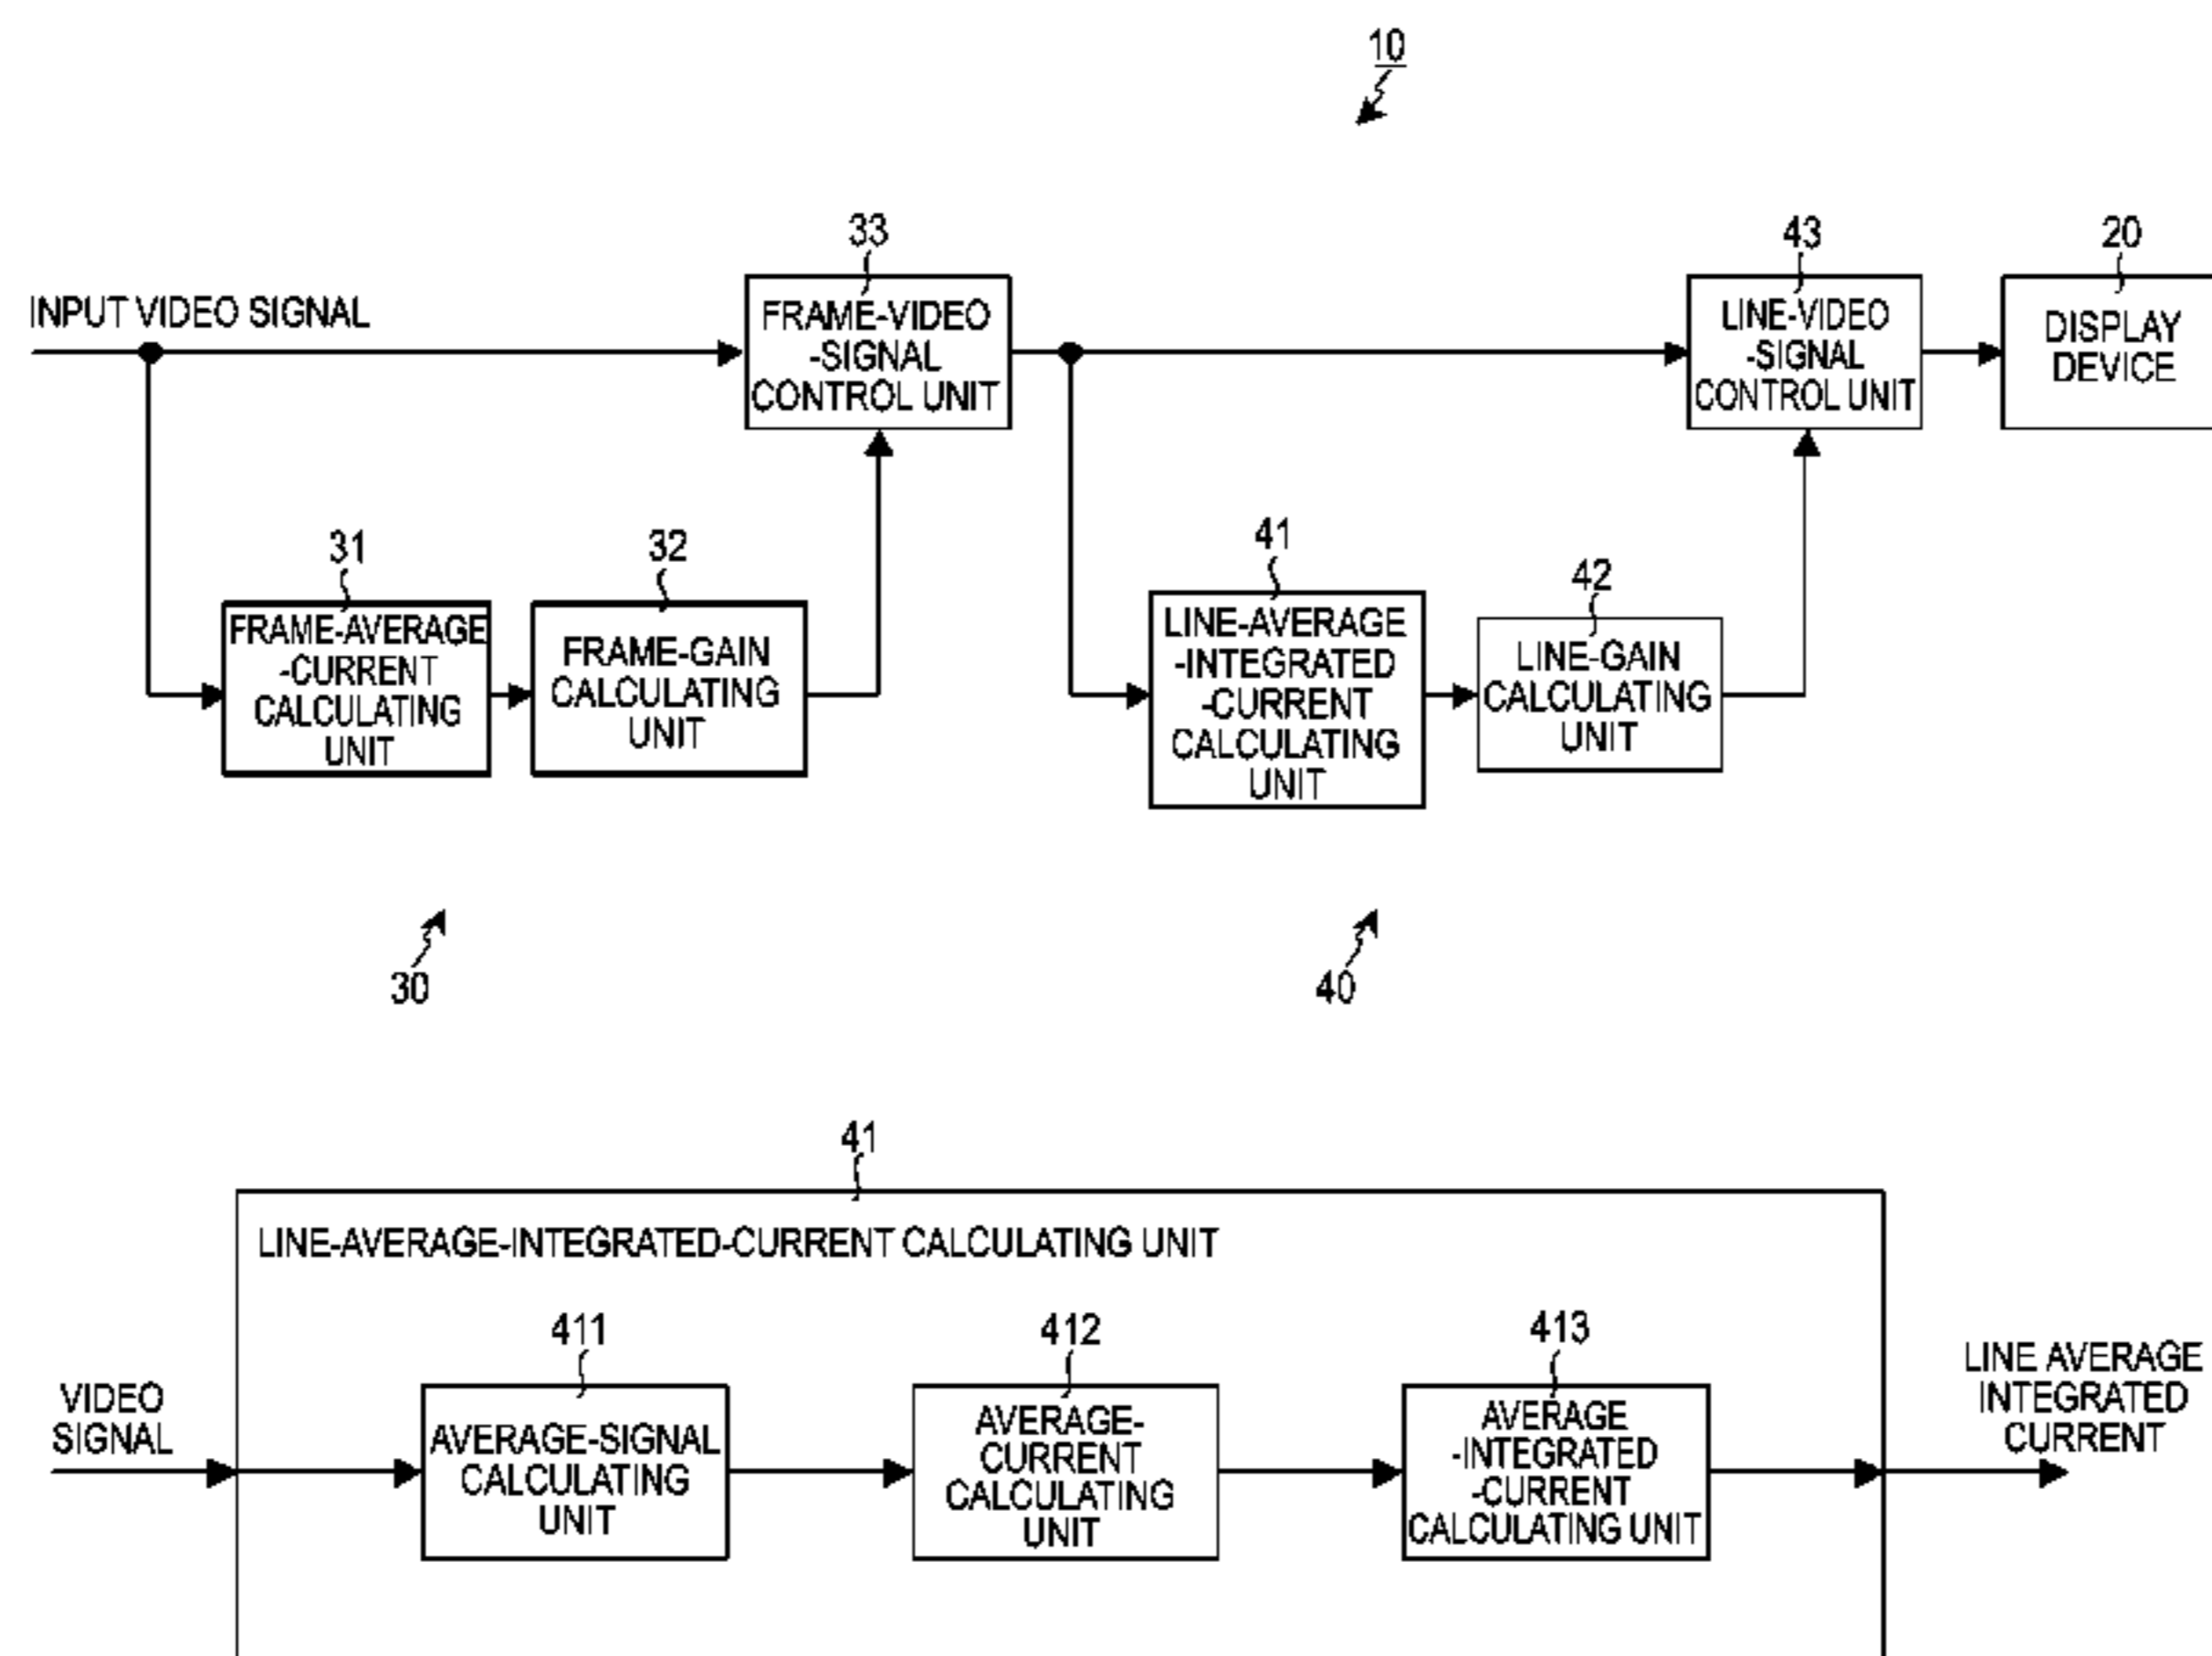 10
33
43
20
INPUT VIDEO SIGNAL
FRAME-VIDEO
-SIGNAL
CONTROL UNIT
LINE-VIDEO
-SIGNAL
CONTROL UNIT
DISPLAY
DEVICE
31
32
41
42
FRAME-AVERAGE
-CURRENT
CALCULATING
UNIT
FRAME-GAIN
CALCULATING
UNIT
LINE-AVERAGE
-INTEGRATED
-CURRENT
CALCULATING
UNIT
LINE-GAIN
CALCULATING
UNIT
30
40
41
LINE-AVERAGE-INTEGRATED-CURRENT CALCULATING UNIT
411
412
413
VIDEO
SIGNAL
AVERAGE-SIGNAL
CALCULATING
UNIT
AVERAGE-
CURRENT
CALCULATING
UNIT
AVERAGE
-INTEGRATED
-CURRENT
CALCULATING UNIT
LINE AVERAGE
INTEGRATED
CURRENT